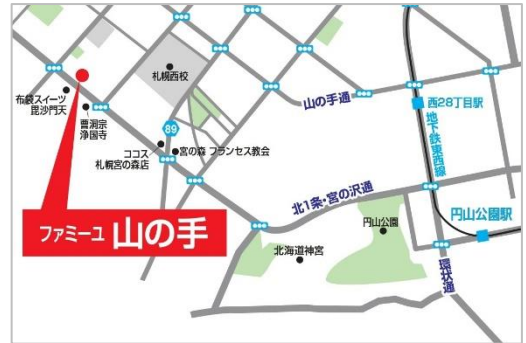 札幌西校
山の手通
西28丁目駅
地下鉄東西線
布袋スイーツ
毘沙門天
曹洞宗
浄国寺
89
ココス
札幌宮の森店
宮の森 フランセス教会
北1条・宮の沢通
円山公園駅
ファミーユ 山の手
円山公園
北海道神宮
環状通